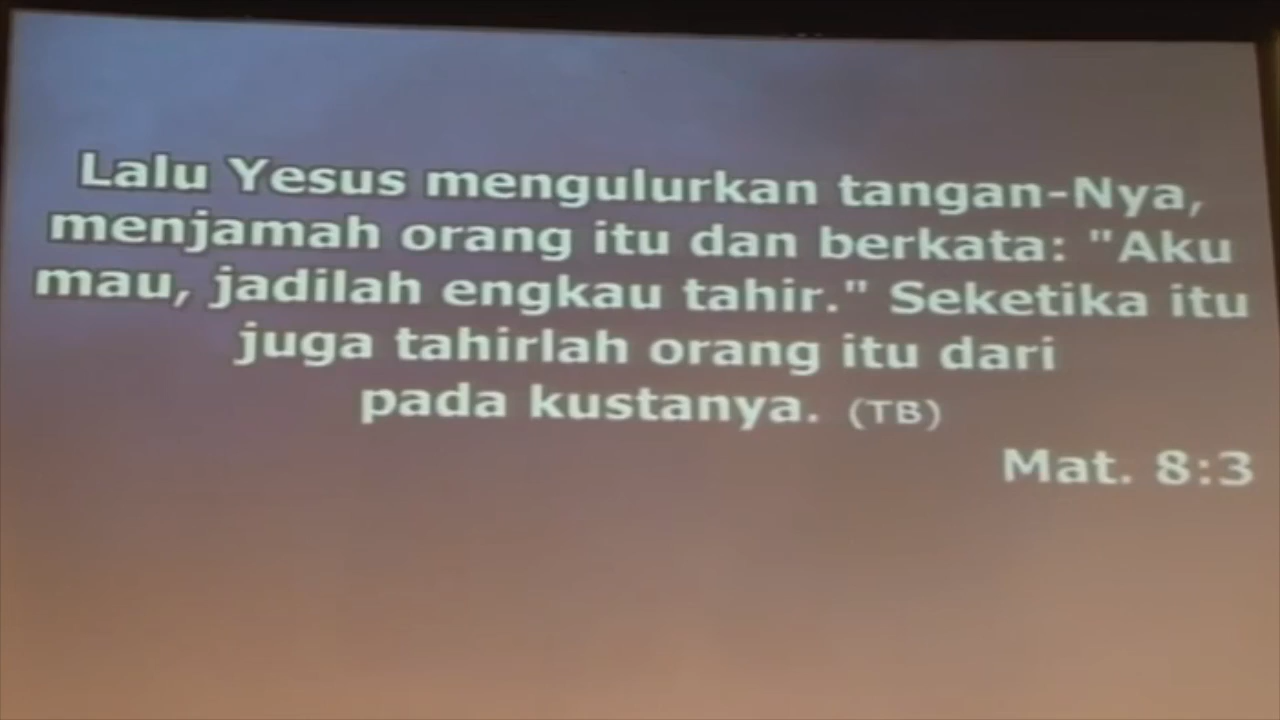 Lalu Yesus mengulurkan tangan-Nya,
menjamah orang itu dan berkata: "Aku
mau, jadilah engkau tahir." Seketika itu
juga tahirlah orang itu dari
pada kustanya. (TB)
Mat. 8:3